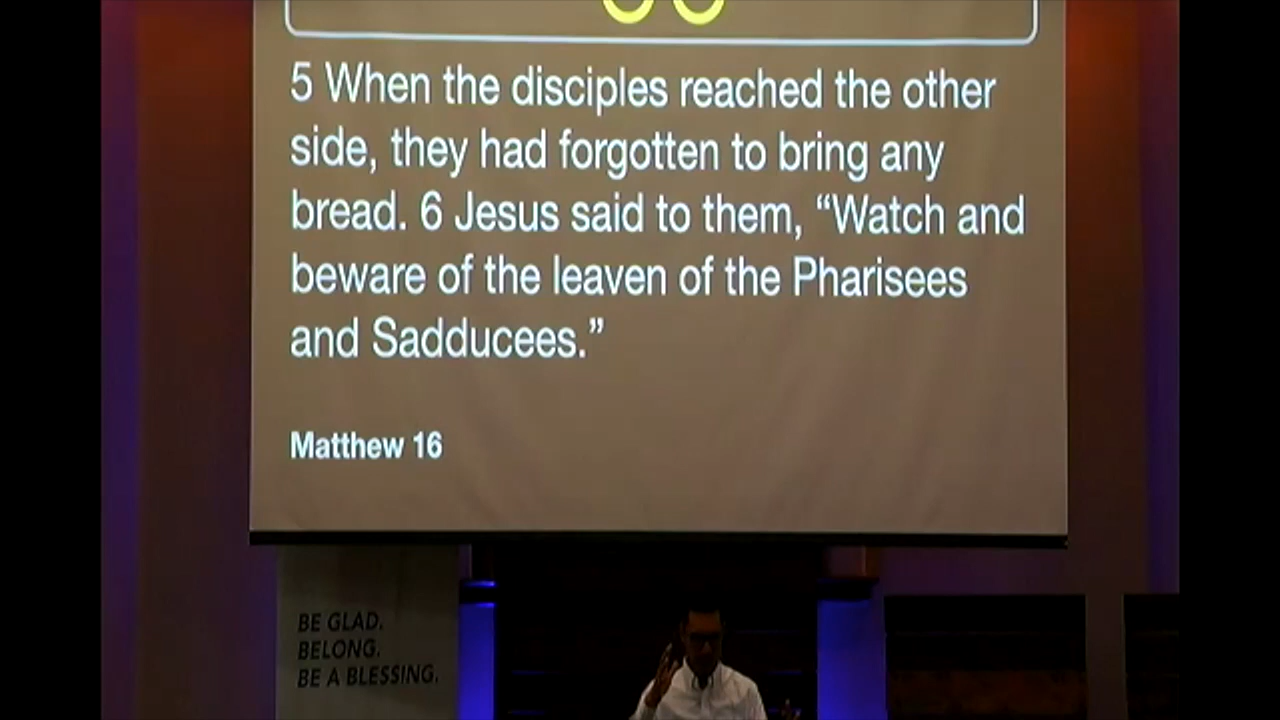 5 When the disciples reached the other
side, they had forgotten to bring any
bread. 6 Jesus said to them, “Watch and
beware of the leaven of the Pharisees
and Sadducees.”
Matthew 16
BE GLAD.
BELONG.
BE A BLESSING.